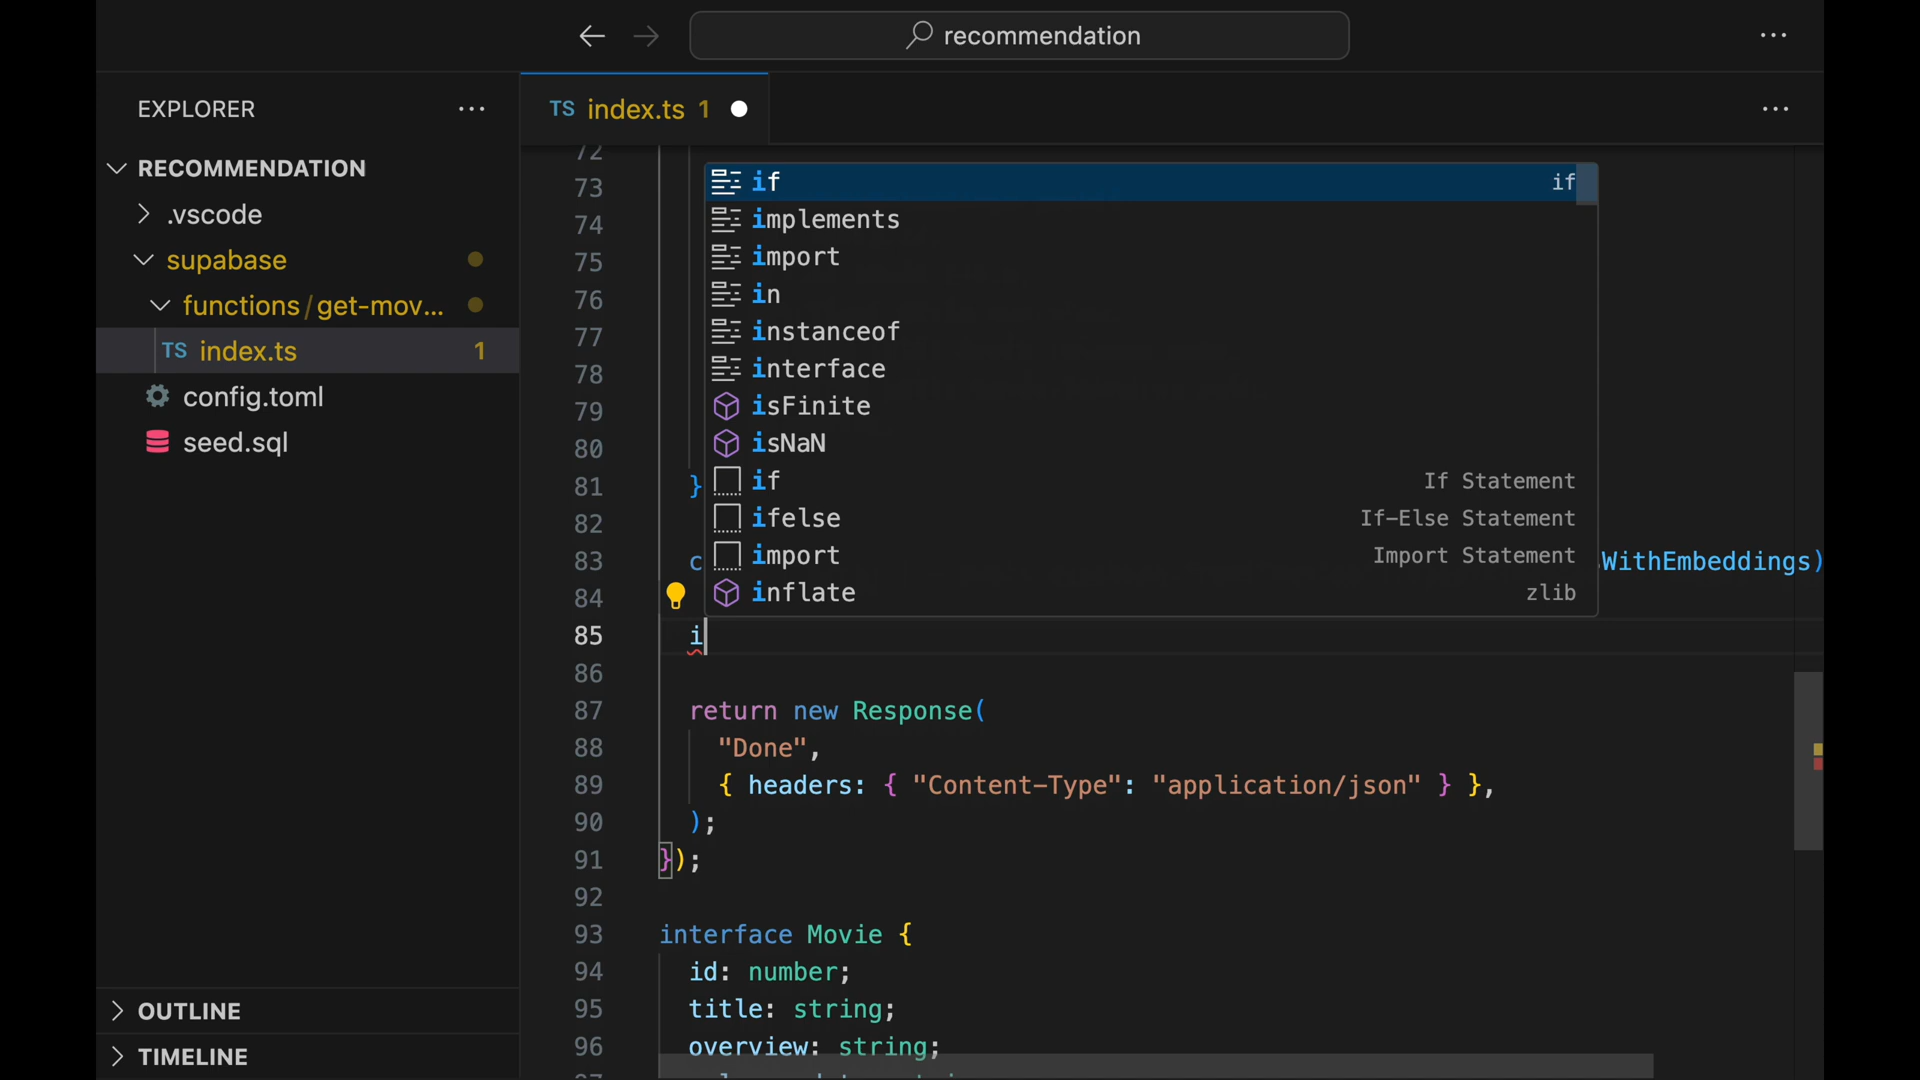 recommendation
EXPLORER
RECOMMENDATION
.vscode
supabase
functions/get-mov...
TS index.ts 1
config.toml
seed.sql
OUTLINE
TIMELINE
TS index.ts 1
72
73
74
75
76
77
78
79
80
81 }
82
83 c WithEmbeddings)
84
85 i
86
87 return new Response(
88 "Done",
89 { headers: { "Content-Type": "application/json" } },
90 );
91 });
92
93 interface Movie {
94 id: number;
95 title: string;
96 overview: string;
if if
implements
import
in
instanceof
interface
isFinite
isNaN
if If Statement
ifelse If-Else Statement
import Import Statement
inflate zlib